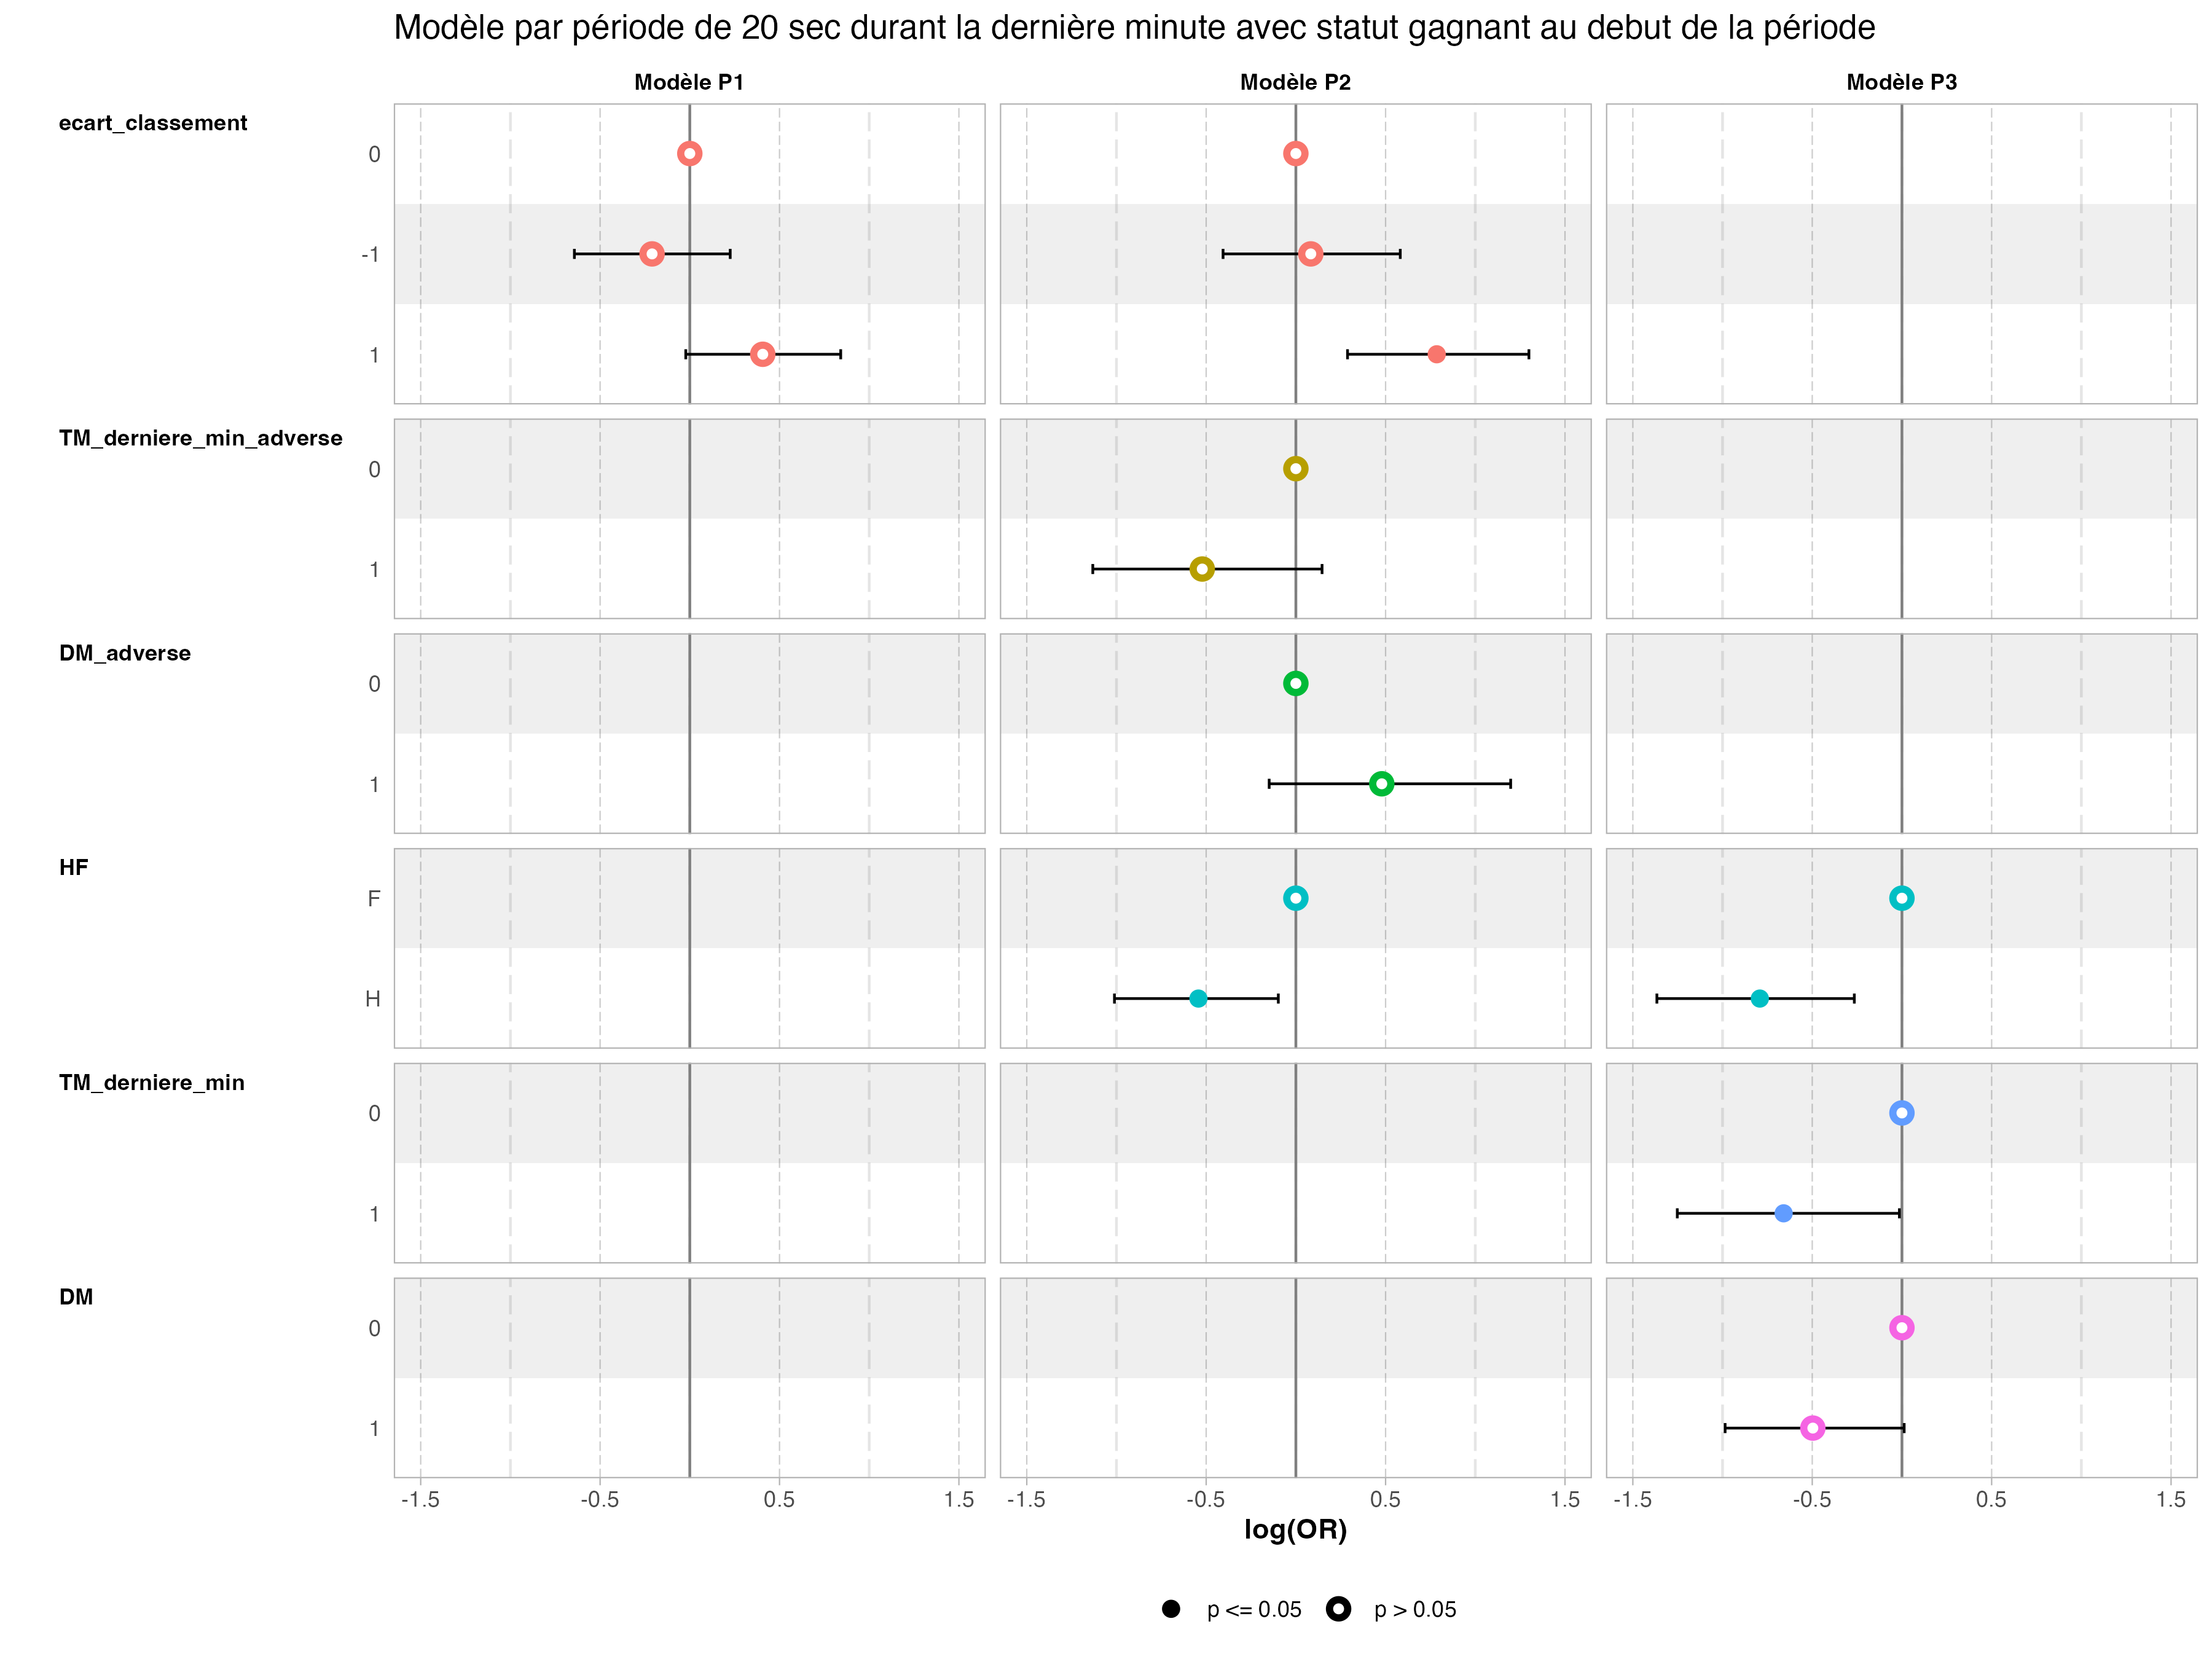 Modèle par période de 20 sec durant la dernière minute avec statut gagnant au debut de la période
Modèle P1 Modèle P2 Modèle P3
ecart_classement
0
-1
1
TM_derniere_min_adverse
0
1
DM_adverse
0
1
HF
F
H
TM_derniere_min
0
1
DM
0
1
-1.5 -0.5 0.5 1.5 -1.5 -0.5 0.5 1.5 -1.5 -0.5 0.5 1.5
log(OR)
p <= 0.05 p > 0.05